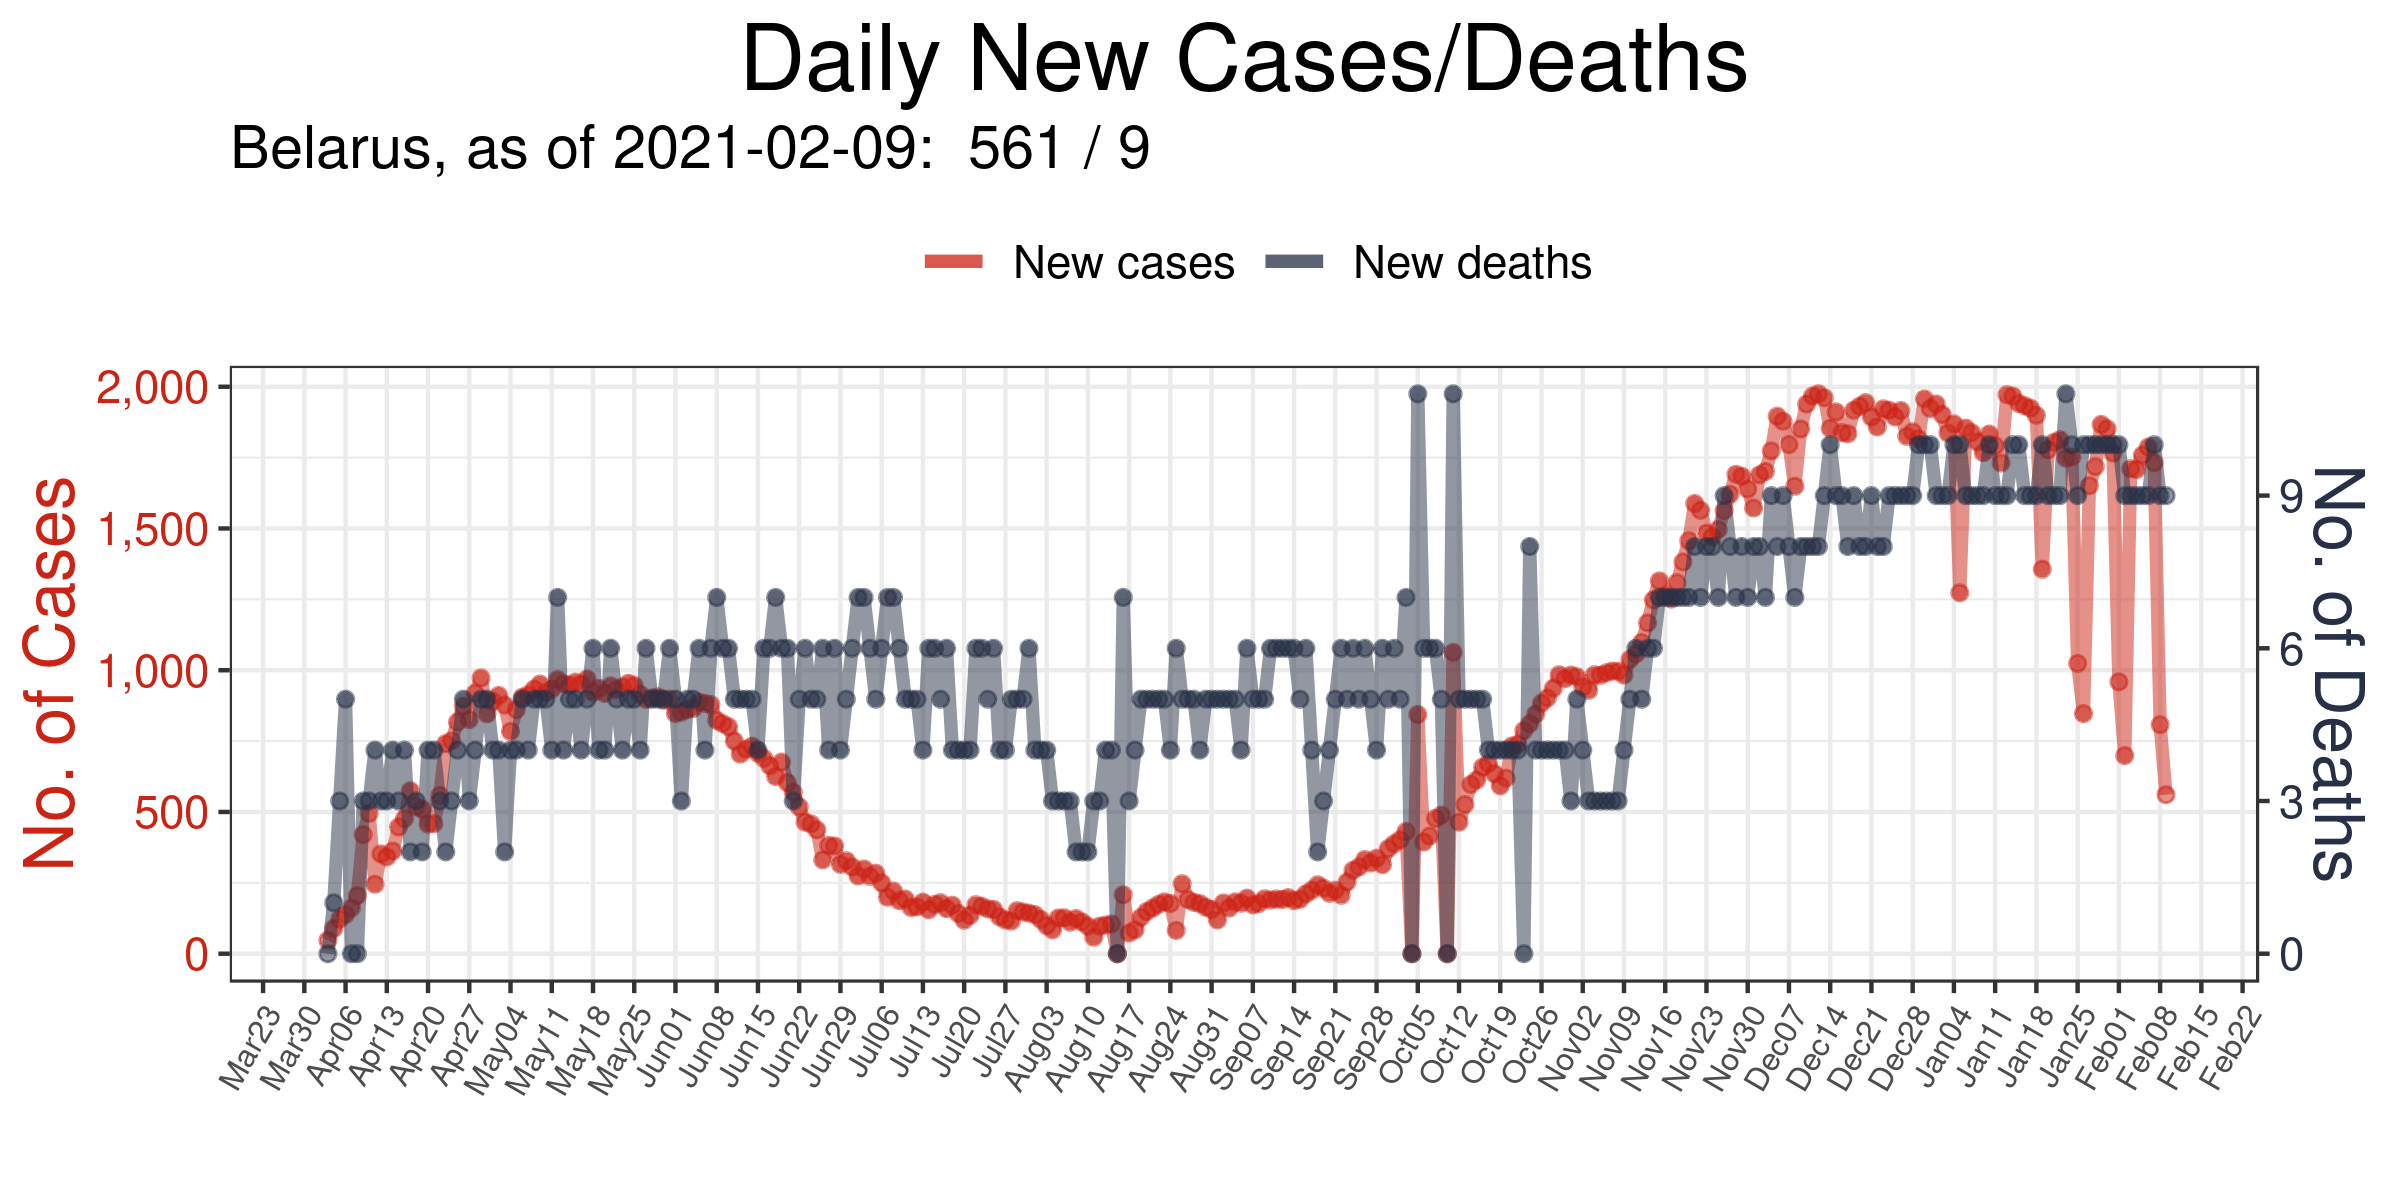 Daily New Cases/Deaths
Belarus, as of 2021-02-09:  561 / 9
New cases
New deaths
No. of Cases
2,000
1,500
1,000
500
0
No. of Deaths
9
6
3
0
Mar23
Mar30
Apr06
Apr13
Apr20
Apr27
May04
May11
May18
May25
Jun01
Jun08
Jun15
Jun22
Jun29
Jul06
Jul13
Jul20
Jul27
Aug03
Aug10
Aug17
Aug24
Aug31
Sep07
Sep14
Sep21
Sep28
Oct05
Oct12
Oct19
Oct26
Nov02
Nov09
Nov16
Nov23
Nov30
Dec07
Dec14
Dec21
Dec28
Jan04
Jan11
Jan18
Jan25
Feb01
Feb08
Feb15
Feb22